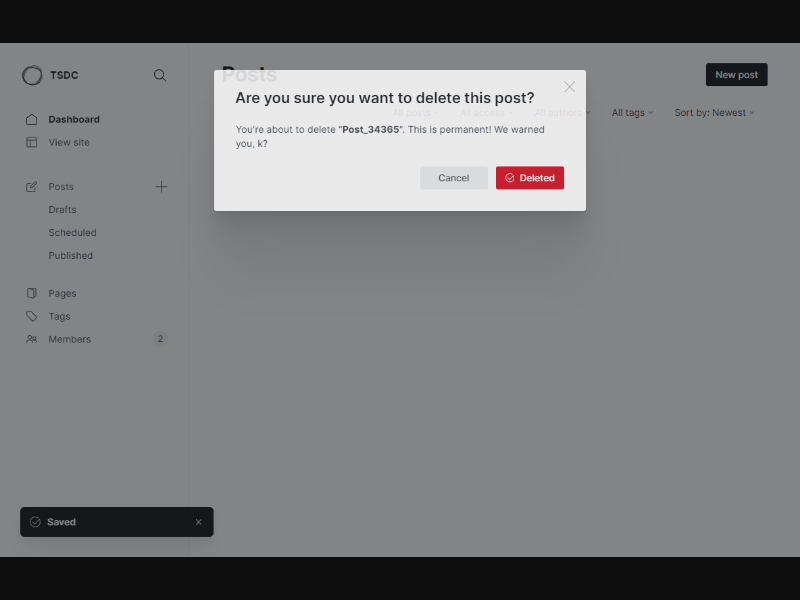 TSDC
Dashboard
View site
Posts
Drafts
Scheduled
Published
Pages
Tags
Members 2
Posts
New post
All posts
All access
All authors
All tags
Sort by: Newest
Are you sure you want to delete this post?
You're about to delete "Post_34365". This is permanent! We warned
you, k?
Cancel
Deleted
Saved